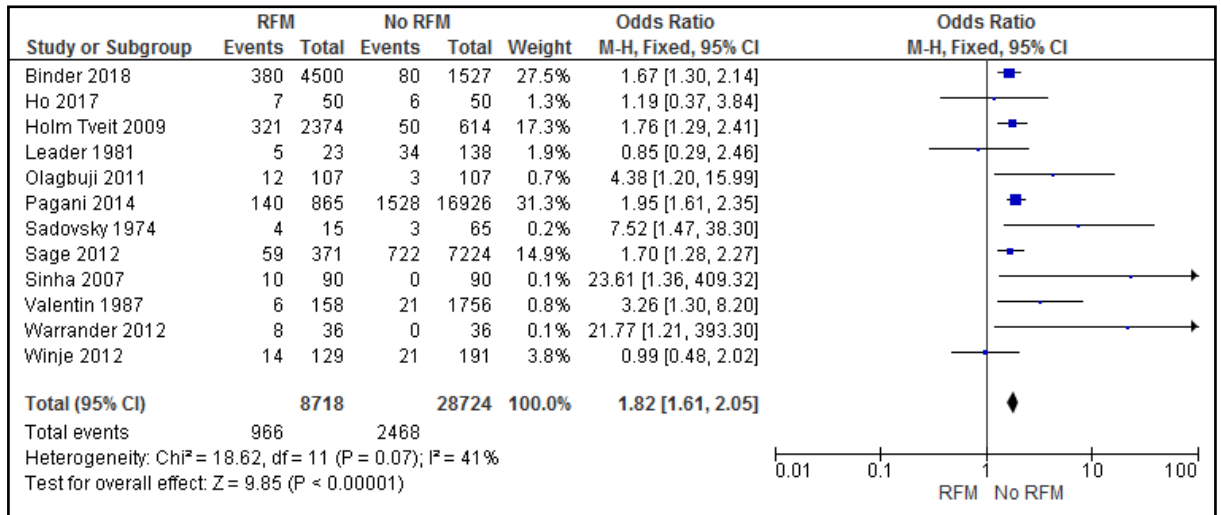 RFM No RFM Odds Ratio Odds Ratio
Study or Subgroup Events Total Events Total Weight M-H, Fixed, 95% CI M-H, Fixed, 95% CI
Binder 2018 380 4500 80 1527 27.5% 1.67 [1.30, 2.14]
Ho 2017 7 50 6 50 1.3% 1.19 [0.37, 3.84]
Holm Tveit 2009 321 2374 50 614 17.3% 1.76 [1.29, 2.41]
Leader 1981 5 23 34 138 1.9% 0.85 [0.29, 2.46]
Olagbuji 2011 12 107 3 107 0.7% 4.38 [1.20, 15.99]
Pagani 2014 140 865 1528 16926 31.3% 1.95 [1.61, 2.35]
Sadovsky 1974 4 15 3 65 0.2% 7.52 [1.47, 38.30]
Sage 2012 59 371 722 7224 14.9% 1.70 [1.28, 2.27]
Sinha 2007 10 90 0 90 0.1% 23.61 [1.36, 409.32]
Valentin 1987 6 158 21 1756 0.8% 3.26 [1.30, 8.20]
Warrander 2012 8 36 0 36 0.1% 21.77 [1.21, 393.30]
Winje 2012 14 129 21 191 3.8% 0.99 [0.48, 2.02]
Total (95% CI) 8718 28724 100.0% 1.82 [1.61, 2.05]
Total events 966 2468
Heterogeneity: Chi² = 18.62, df = 11 (P = 0.07); I² = 41%
Test for overall effect: Z = 9.85 (P < 0.00001)
0.01 0.1 1 10 100
RFM No RFM